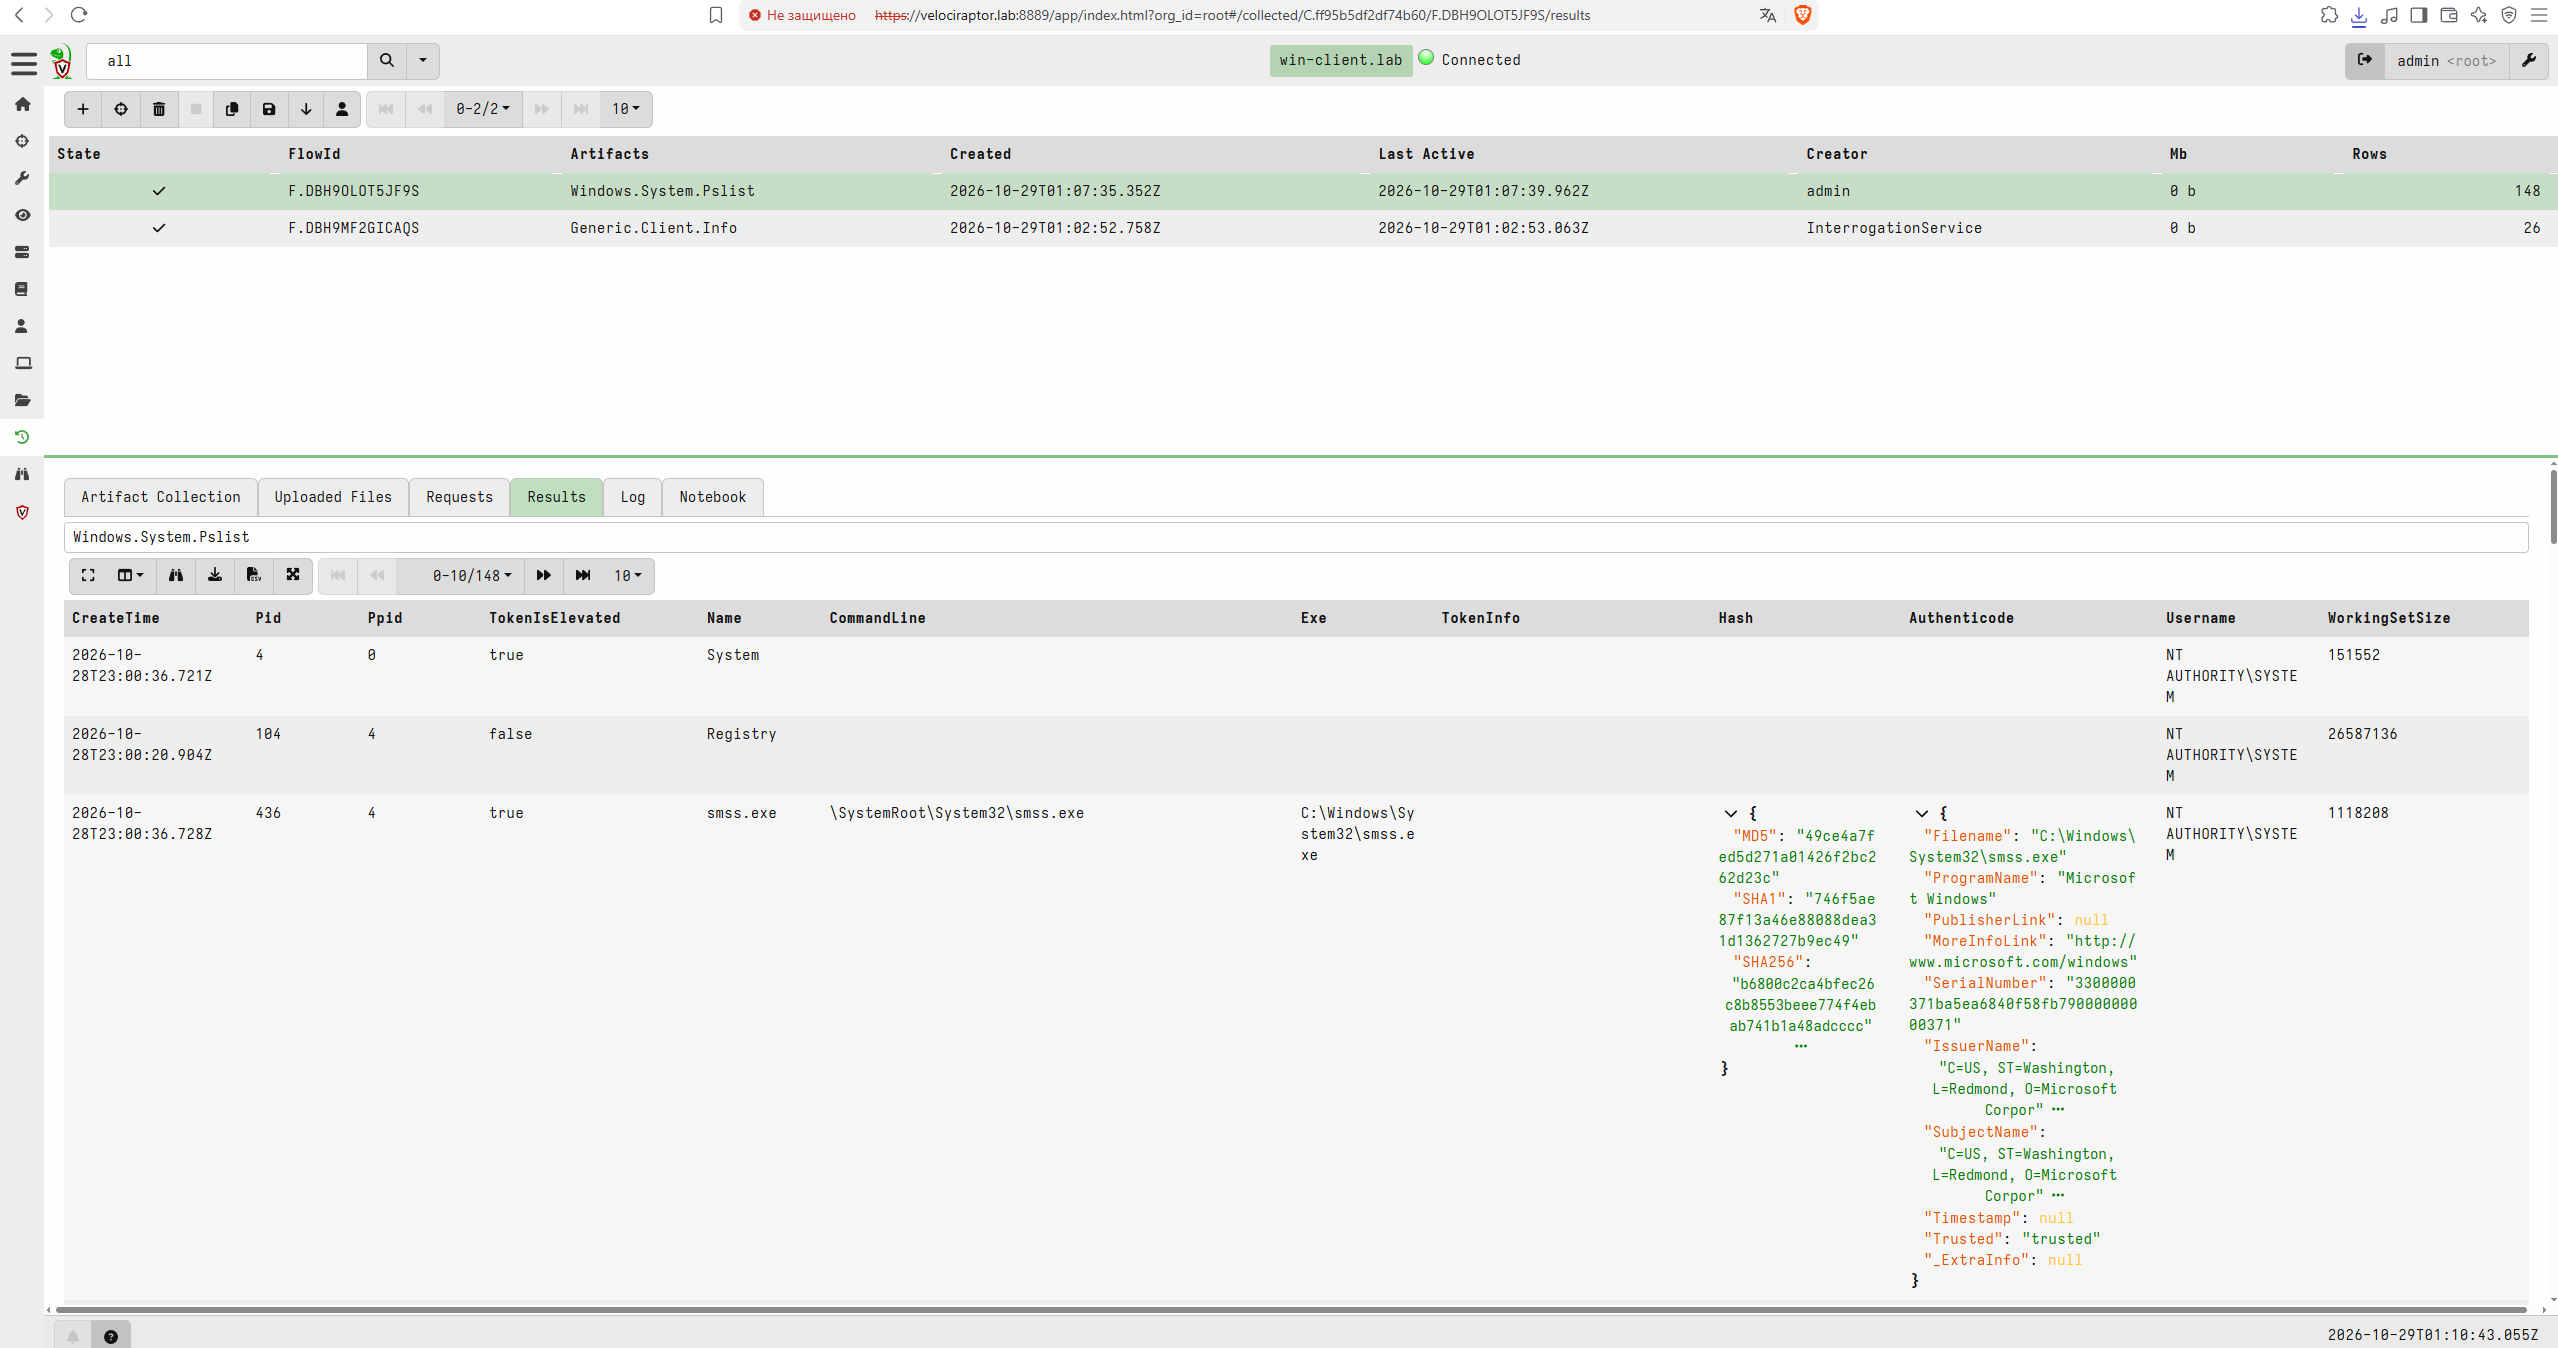 Не защищено https://velociraptor.lab:8889/app/index.html?org_id=root#/collected/C.ff95b5df2df74b60/F.DBH9OLOT5JF9S/results
all
win-client.lab Connected
admin <root>
0-2/2 10
State FlowId Artifacts Created Last Active Creator Mb Rows
F.DBH9OLOT5JF9S Windows.System.Pslist 2026-10-29T01:07:35.352Z 2026-10-29T01:07:39.962Z admin 0 b 148
F.DBH9MF2GICAQS Generic.Client.Info 2026-10-29T01:02:52.758Z 2026-10-29T01:02:53.063Z InterrogationService 0 b 26
Artifact Collection Uploaded Files Requests Results Log Notebook
Windows.System.Pslist
0-10/148 10
CreateTime Pid Ppid TokenIsElevated Name CommandLine Exe TokenInfo Hash Authenticode Username WorkingSetSize
2026-10- 4 0 true System NT 151552
28T23:00:36.721Z AUTHORITY\SYSTE
M
2026-10- 104 4 false Registry NT 26587136
28T23:00:20.904Z AUTHORITY\SYSTE
M
2026-10- 436 4 true smss.exe \SystemRoot\System32\smss.exe C:\Windows\Sy { { NT 1118208
28T23:00:36.728Z stem32\smss.e "MD5": "49ce4a7f "Filename": "C:\Windows\ AUTHORITY\SYSTE
xe ed5d271a01426f2bc2 System32\smss.exe" M
62d23c" "ProgramName": "Microsof
"SHA1": "746f5ae t Windows"
87f13a46e88088dea3 "PublisherLink": null
1d1362727b9ec49" "MoreInfoLink": "http://
"SHA256": www.microsoft.com/windows"
"b6800c2ca4bfec26 "SerialNumber": "3300000
c8b8553beee774f4eb 371ba5ea6840f58fb790000000
ab741b1a48adcccc" 00371"
... "IssuerName":
} "C=US, ST=Washington,
L=Redmond, O=Microsoft
Corpor" ...
"SubjectName":
"C=US, ST=Washington,
L=Redmond, O=Microsoft
Corpor" ...
"Timestamp": null
"Trusted": "trusted"
"_ExtraInfo": null
}
2026-10-29T01:10:43.055Z